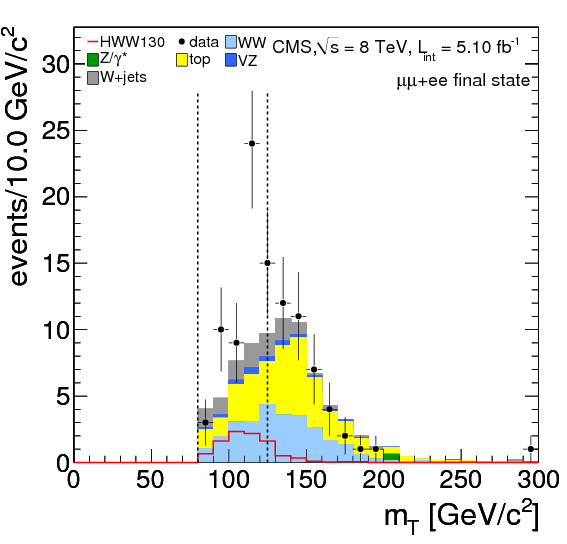 HWW130 data WW CMS,√s = 8 TeV, L_int = 5.10 fb⁻¹
Z/γ* top VZ
W+jets μμ+ee final state
events/10.0 GeV/c²
30
25
20
15
10
5
0
0 50 100 150 200 250 300
m_T [GeV/c²]